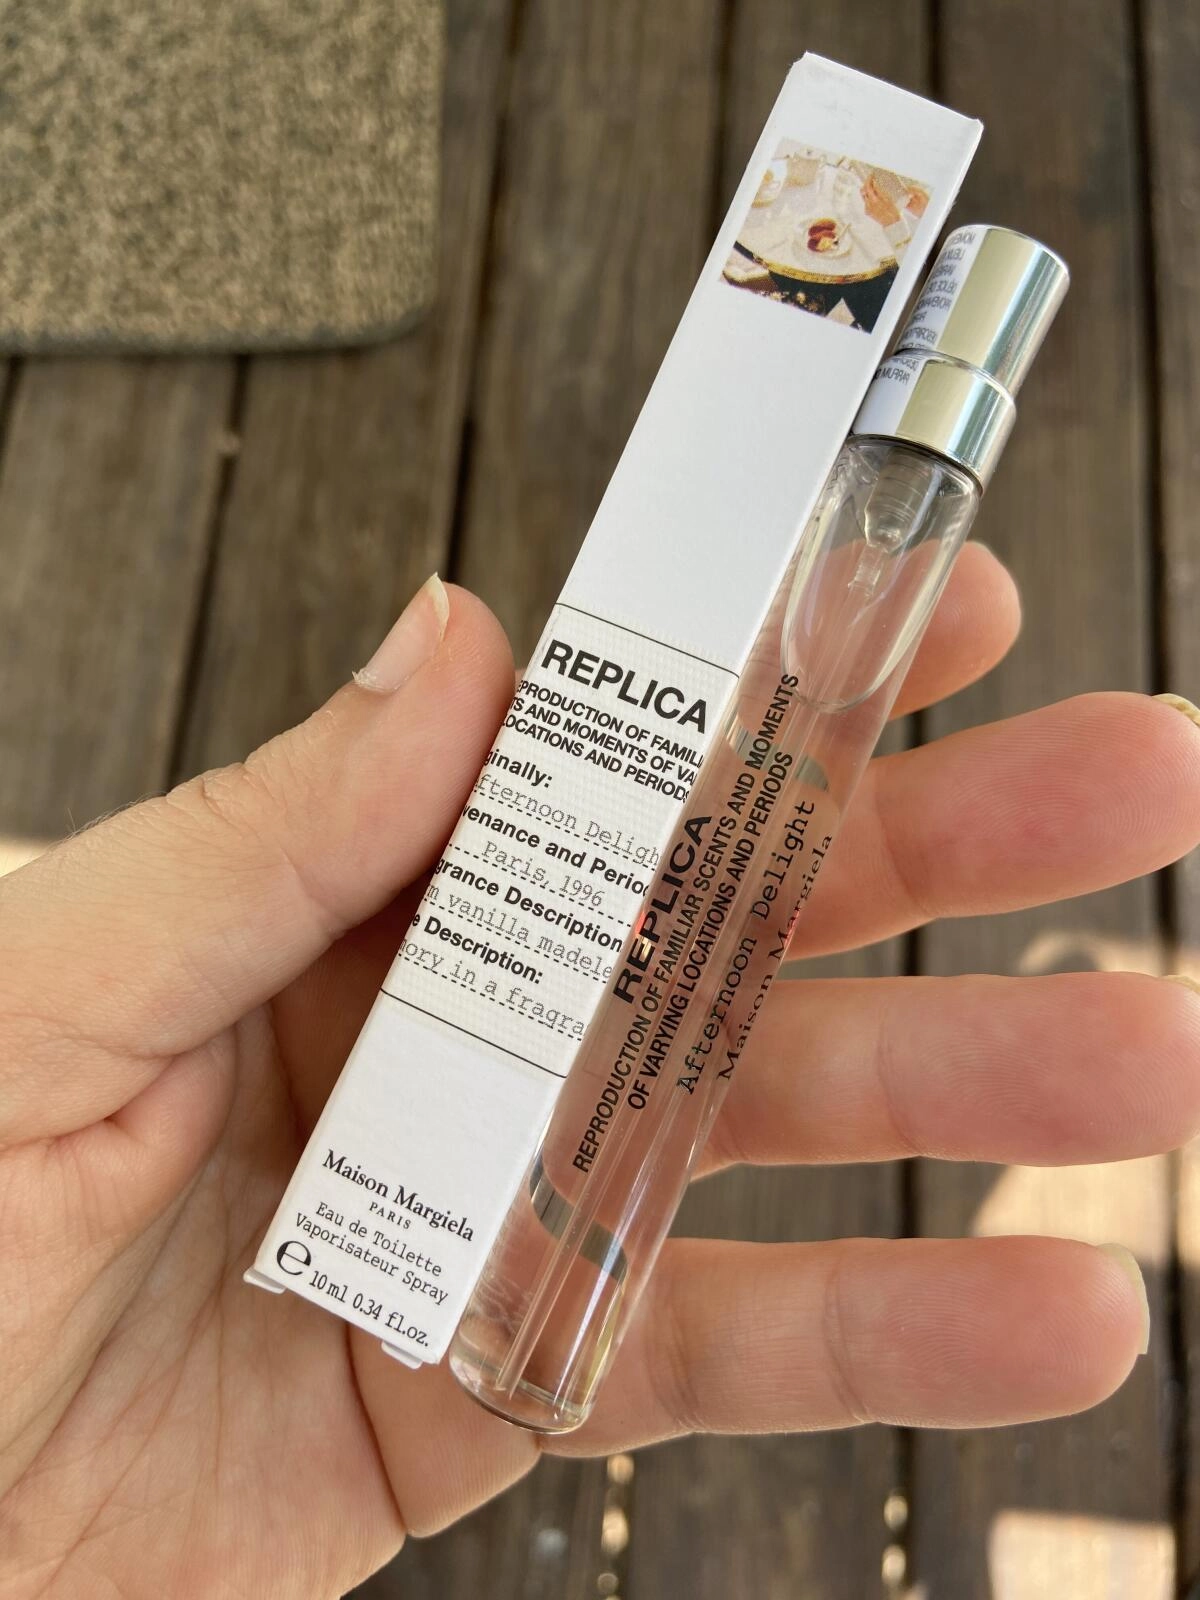 REPLICA
EPRODUCTION OF FAMILI
TS AND MOMENTS OF VA
LOCATIONS AND PERIODS
ginally:
fternoon Deligh
venance and Perio
Paris, 1996
grance Description
m vanilla madele
e Description:
mory in a fragra
Maison Margiela
PARIS
Eau de Toilette
Vaporisateur Spray
℮ 10 ml 0.34 fl.oz.
REPLICA
REPRODUCTION OF FAMILIAR SCENTS AND MOMENTS
OF VARYING LOCATIONS AND PERIODS
Afternoon Delight
Maison Margiela